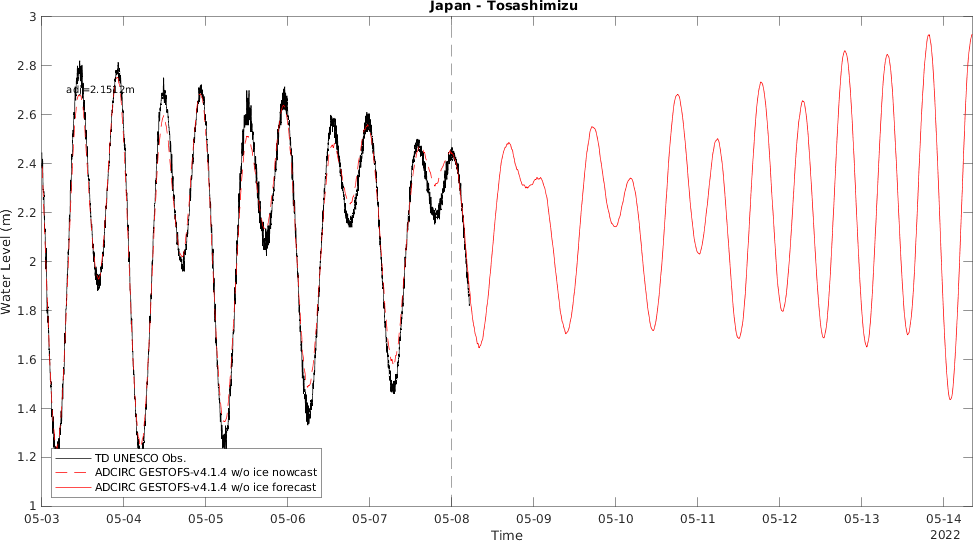 Japan - Tosashimizu
3
2.8
adj=2.1512m
2.6
2.4
2.2
2
1.8
1.6
1.4
1.2
1
Water Level (m)
TD UNESCO Obs.
ADCIRC GESTOFS-v4.1.4 w/o ice nowcast
ADCIRC GESTOFS-v4.1.4 w/o ice forecast
05-03 05-04 05-05 05-06 05-07 05-08 05-09 05-10 05-11 05-12 05-13 05-14
Time 2022